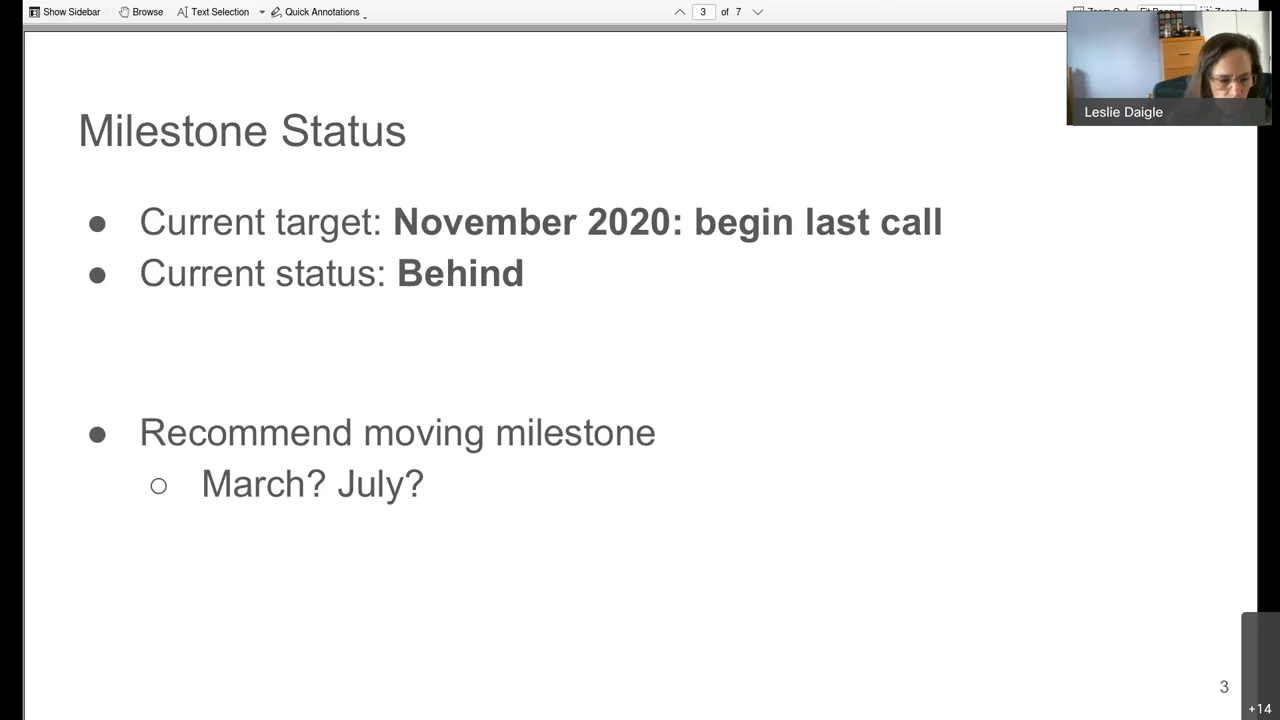 Show Sidebar Browse Text Selection Quick Annotations 3 of 7
Leslie Daigle
Milestone Status
● Current target: November 2020: begin last call
● Current status: Behind
● Recommend moving milestone
○ March? July?
3
+14